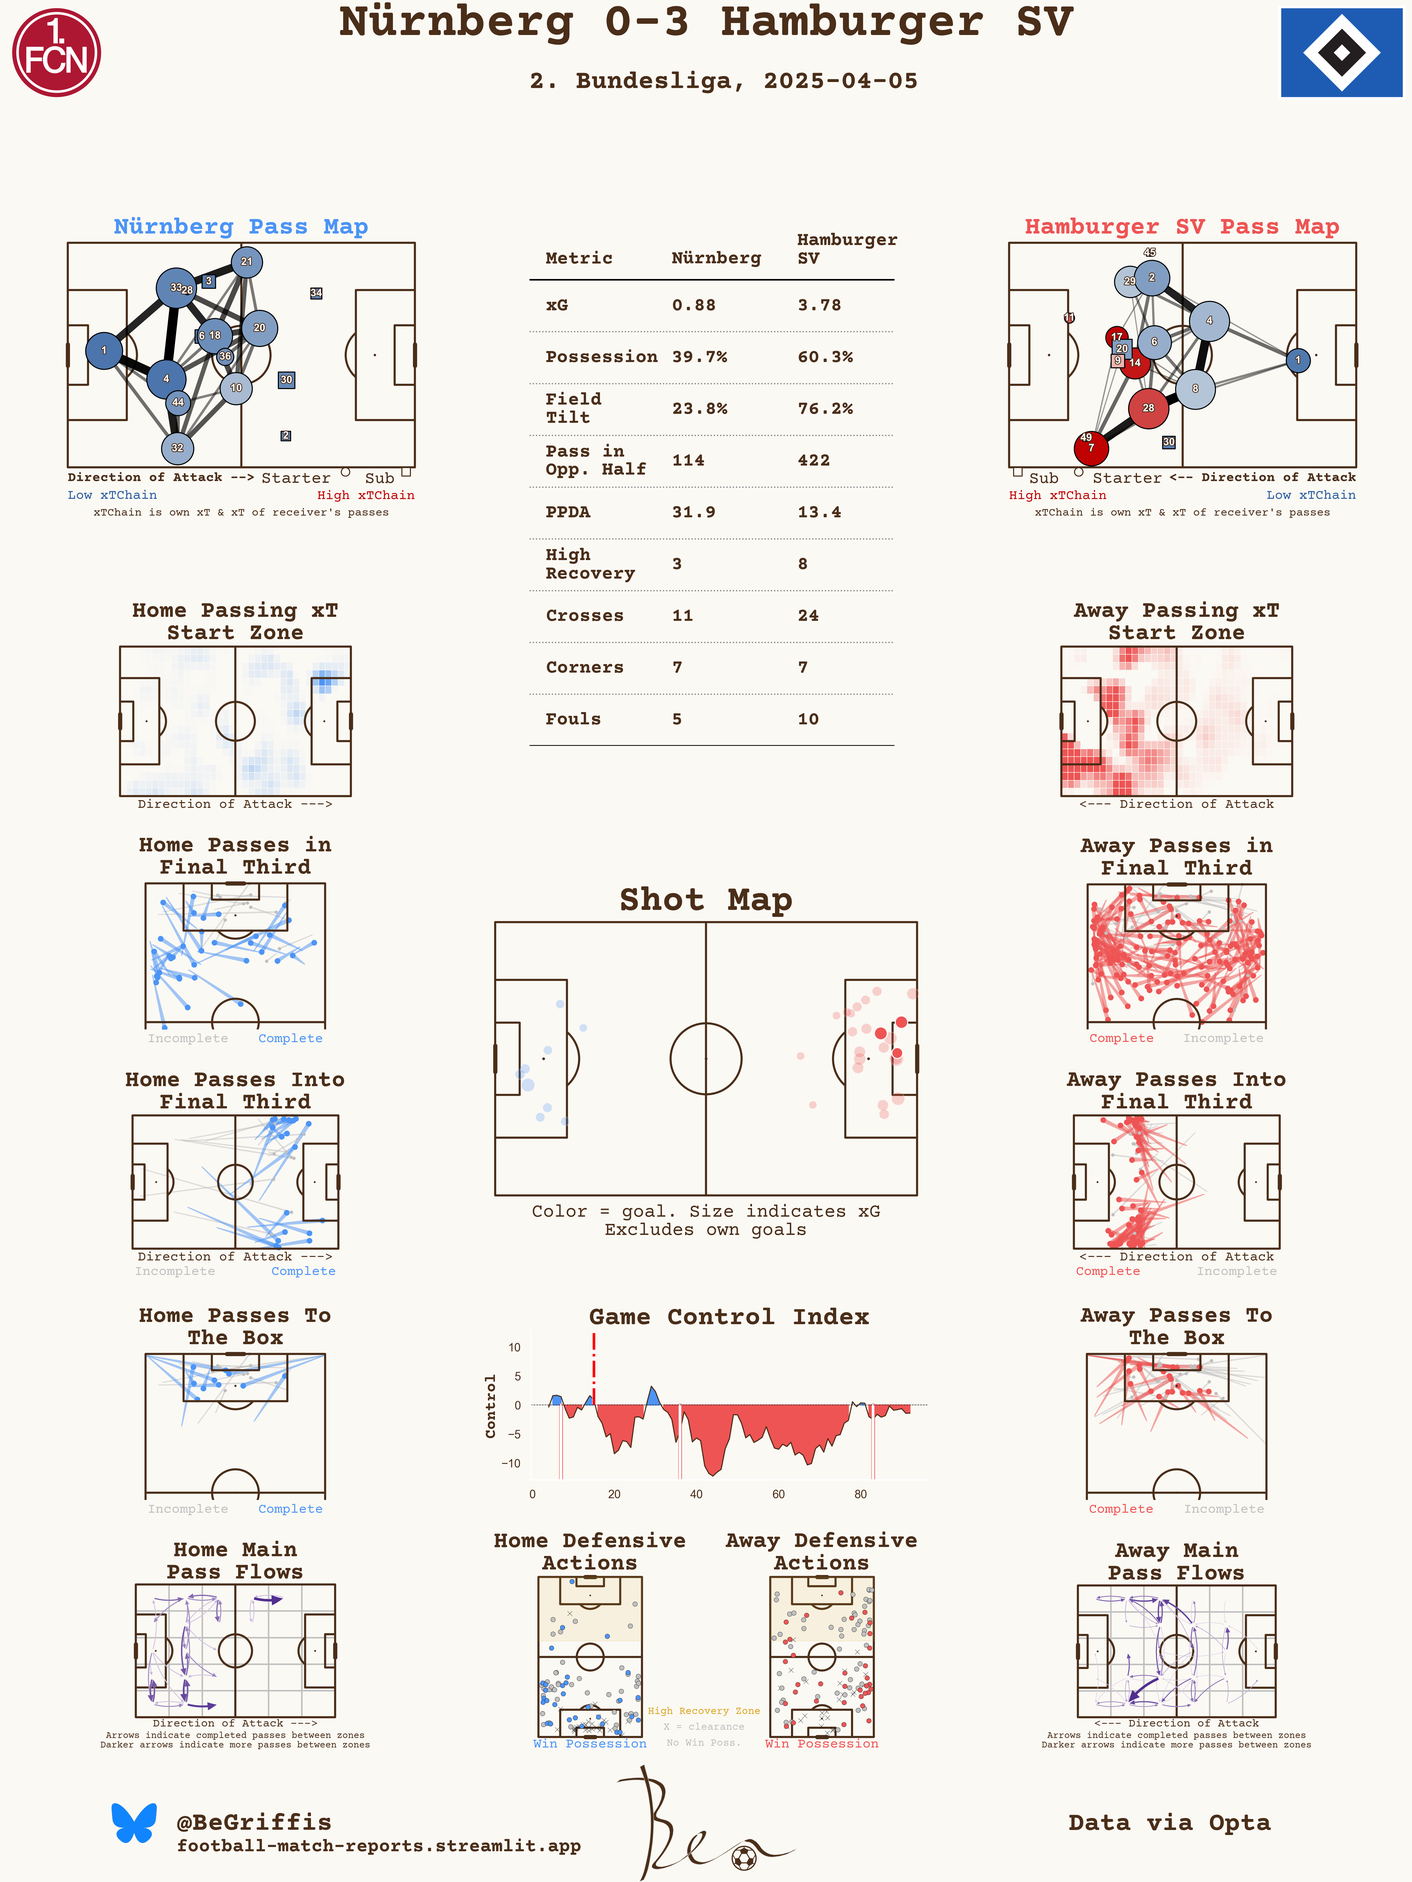 Nürnberg 0-3 Hamburger SV
2. Bundesliga, 2025-04-05
1.
FCN
Nürnberg Pass Map
33
28
21
3
34
1
6
18
20
36
4
10
30
44
32
2
Direction of Attack --> Starter Sub
Low xTChain High xTChain
xTChain is own xT & xT of receiver's passes
Metric Nürnberg Hamburger SV
xG 0.88 3.78
Possession 39.7% 60.3%
Field Tilt 23.8% 76.2%
Pass in Opp. Half 114 422
PPDA 31.9 13.4
High Recovery 3 8
Crosses 11 24
Corners 7 7
Fouls 5 10
Hamburger SV Pass Map
45
29
2
11
4
17
20
6
9
14
1
8
28
49
7
30
Sub Starter <-- Direction of Attack
High xTChain Low xTChain
xTChain is own xT & xT of receiver's passes
Home Passing xT
Start Zone
Direction of Attack --->
Away Passing xT
Start Zone
<--- Direction of Attack
Home Passes in
Final Third
Incomplete Complete
Away Passes in
Final Third
Complete Incomplete
Shot Map
Color = goal. Size indicates xG
Excludes own goals
Home Passes Into
Final Third
Direction of Attack --->
Incomplete Complete
Away Passes Into
Final Third
<--- Direction of Attack
Complete Incomplete
Home Passes To
The Box
Incomplete Complete
Game Control Index
Control
10
5
0
−5
−10
0 20 40 60 80
Away Passes To
The Box
Complete Incomplete
Home Main
Pass Flows
Direction of Attack --->
Arrows indicate completed passes between zones
Darker arrows indicate more passes between zones
Home Defensive
Actions
Win Possession
Away Defensive
Actions
Win Possession
High Recovery Zone
X = clearance
No Win Poss.
Away Main
Pass Flows
<--- Direction of Attack
Arrows indicate completed passes between zones
Darker arrows indicate more passes between zones
@BeGriffis
football-match-reports.streamlit.app
Ben
Data via Opta